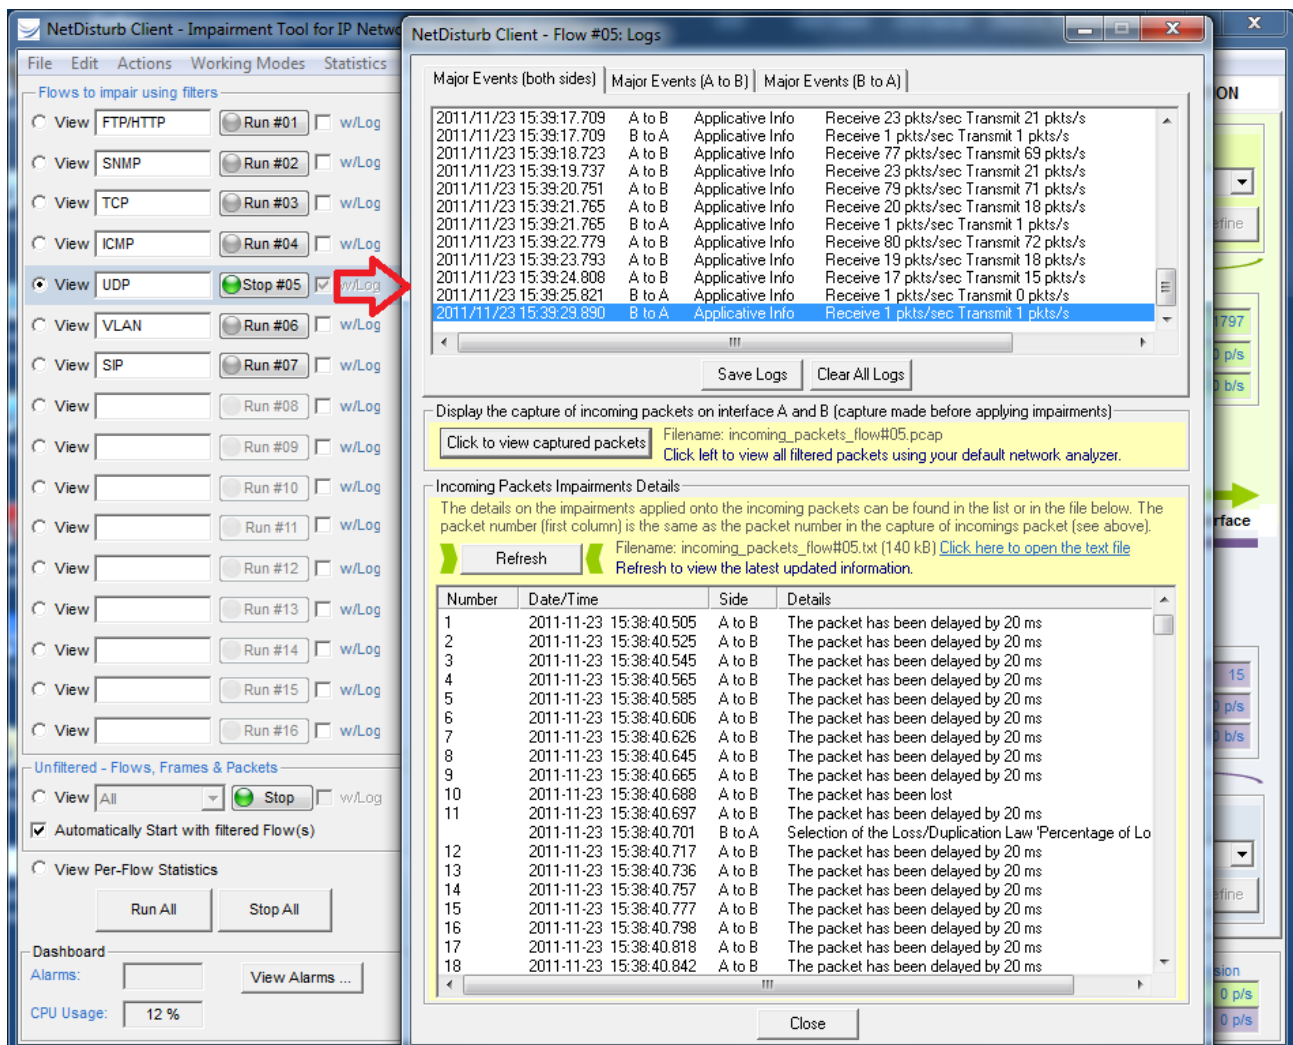 NetDisturb Client - Impairment Tool for IP Netwo
File Edit Actions Working Modes Statistics
Flows to impair using filters
View FTP/HTTP Run #01 w/Log
View SNMP Run #02 w/Log
View TCP Run #03 w/Log
View ICMP Run #04 w/Log
View UDP Stop #05 w/Log
View VLAN Run #06 w/Log
View SIP Run #07 w/Log
View Run #08 w/Log
View Run #09 w/Log
View Run #10 w/Log
View Run #11 w/Log
View Run #12 w/Log
View Run #13 w/Log
View Run #14 w/Log
View Run #15 w/Log
View Run #16 w/Log
Unfiltered - Flows, Frames & Packets
View All Stop w/Log
Automatically Start with filtered Flow(s)
View Per-Flow Statistics
Run All Stop All
Dashboard
Alarms: View Alarms ...
CPU Usage: 12 %
NetDisturb Client - Flow #05: Logs
Major Events (both sides) Major Events (A to B) Major Events (B to A)
2011/11/23 15:39:17.709 A to B Applicative Info Receive 23 pkts/sec Transmit 21 pkts/s
2011/11/23 15:39:17.709 B to A Applicative Info Receive 1 pkts/sec Transmit 1 pkts/s
2011/11/23 15:39:18.723 A to B Applicative Info Receive 77 pkts/sec Transmit 69 pkts/s
2011/11/23 15:39:19.737 A to B Applicative Info Receive 23 pkts/sec Transmit 21 pkts/s
2011/11/23 15:39:20.751 A to B Applicative Info Receive 79 pkts/sec Transmit 71 pkts/s
2011/11/23 15:39:21.765 A to B Applicative Info Receive 20 pkts/sec Transmit 18 pkts/s
2011/11/23 15:39:21.765 B to A Applicative Info Receive 1 pkts/sec Transmit 1 pkts/s
2011/11/23 15:39:22.779 A to B Applicative Info Receive 80 pkts/sec Transmit 72 pkts/s
2011/11/23 15:39:23.793 A to B Applicative Info Receive 19 pkts/sec Transmit 18 pkts/s
2011/11/23 15:39:24.808 A to B Applicative Info Receive 17 pkts/sec Transmit 15 pkts/s
2011/11/23 15:39:25.821 B to A Applicative Info Receive 1 pkts/sec Transmit 0 pkts/s
2011/11/23 15:39:29.890 B to A Applicative Info Receive 1 pkts/sec Transmit 1 pkts/s
Save Logs Clear All Logs
Display the capture of incoming packets on interface A and B (capture made before applying impairments)
Click to view captured packets
Filename: incoming_packets_flow#05.pcap
Click left to view all filtered packets using your default network analyzer.
Incoming Packets Impairments Details
The details on the impairments applied onto the incoming packets can be found in the list or in the file below. The
packet number (first column) is the same as the packet number in the capture of incomings packet (see above).
Refresh
Filename: incoming_packets_flow#05.txt (140 kB) Click here to open the text file
Refresh to view the latest updated information.
Number Date/Time Side Details
1 2011-11-23 15:38:40.505 A to B The packet has been delayed by 20 ms
2 2011-11-23 15:38:40.525 A to B The packet has been delayed by 20 ms
3 2011-11-23 15:38:40.545 A to B The packet has been delayed by 20 ms
4 2011-11-23 15:38:40.565 A to B The packet has been delayed by 20 ms
5 2011-11-23 15:38:40.585 A to B The packet has been delayed by 20 ms
6 2011-11-23 15:38:40.606 A to B The packet has been delayed by 20 ms
7 2011-11-23 15:38:40.626 A to B The packet has been delayed by 20 ms
8 2011-11-23 15:38:40.645 A to B The packet has been delayed by 20 ms
9 2011-11-23 15:38:40.665 A to B The packet has been delayed by 20 ms
10 2011-11-23 15:38:40.688 A to B The packet has been lost
11 2011-11-23 15:38:40.697 A to B The packet has been delayed by 20 ms
2011-11-23 15:38:40.701 B to A Selection of the Loss/Duplication Law 'Percentage of Lo
12 2011-11-23 15:38:40.717 A to B The packet has been delayed by 20 ms
13 2011-11-23 15:38:40.736 A to B The packet has been delayed by 20 ms
14 2011-11-23 15:38:40.757 A to B The packet has been delayed by 20 ms
15 2011-11-23 15:38:40.777 A to B The packet has been delayed by 20 ms
16 2011-11-23 15:38:40.798 A to B The packet has been delayed by 20 ms
17 2011-11-23 15:38:40.818 A to B The packet has been delayed by 20 ms
18 2011-11-23 15:38:40.842 A to B The packet has been delayed by 20 ms
Close
ON
efine
1797
0 p/s
0 b/s
rface
15
0 p/s
0 b/s
efine
sion
0 p/s
0 p/s